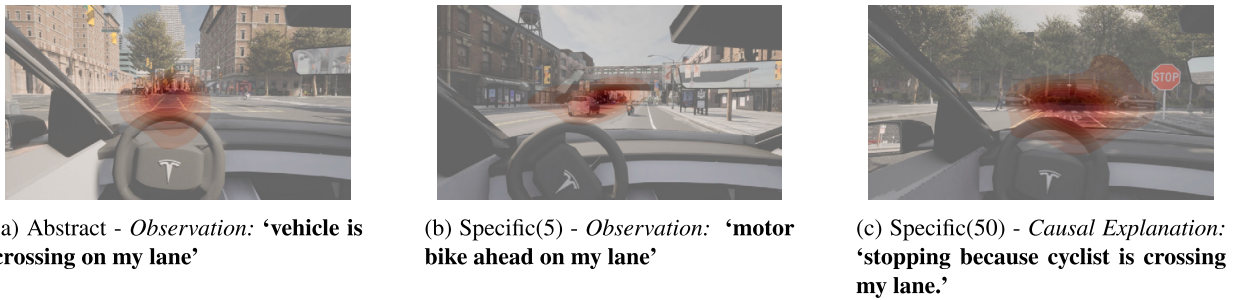 STOP
a) Abstract - Observation: ‘vehicle is
crossing on my lane’
(b) Specific(5) - Observation: ‘motor
bike ahead on my lane’
(c) Specific(50) - Causal Explanation:
‘stopping because cyclist is crossing
my lane.’